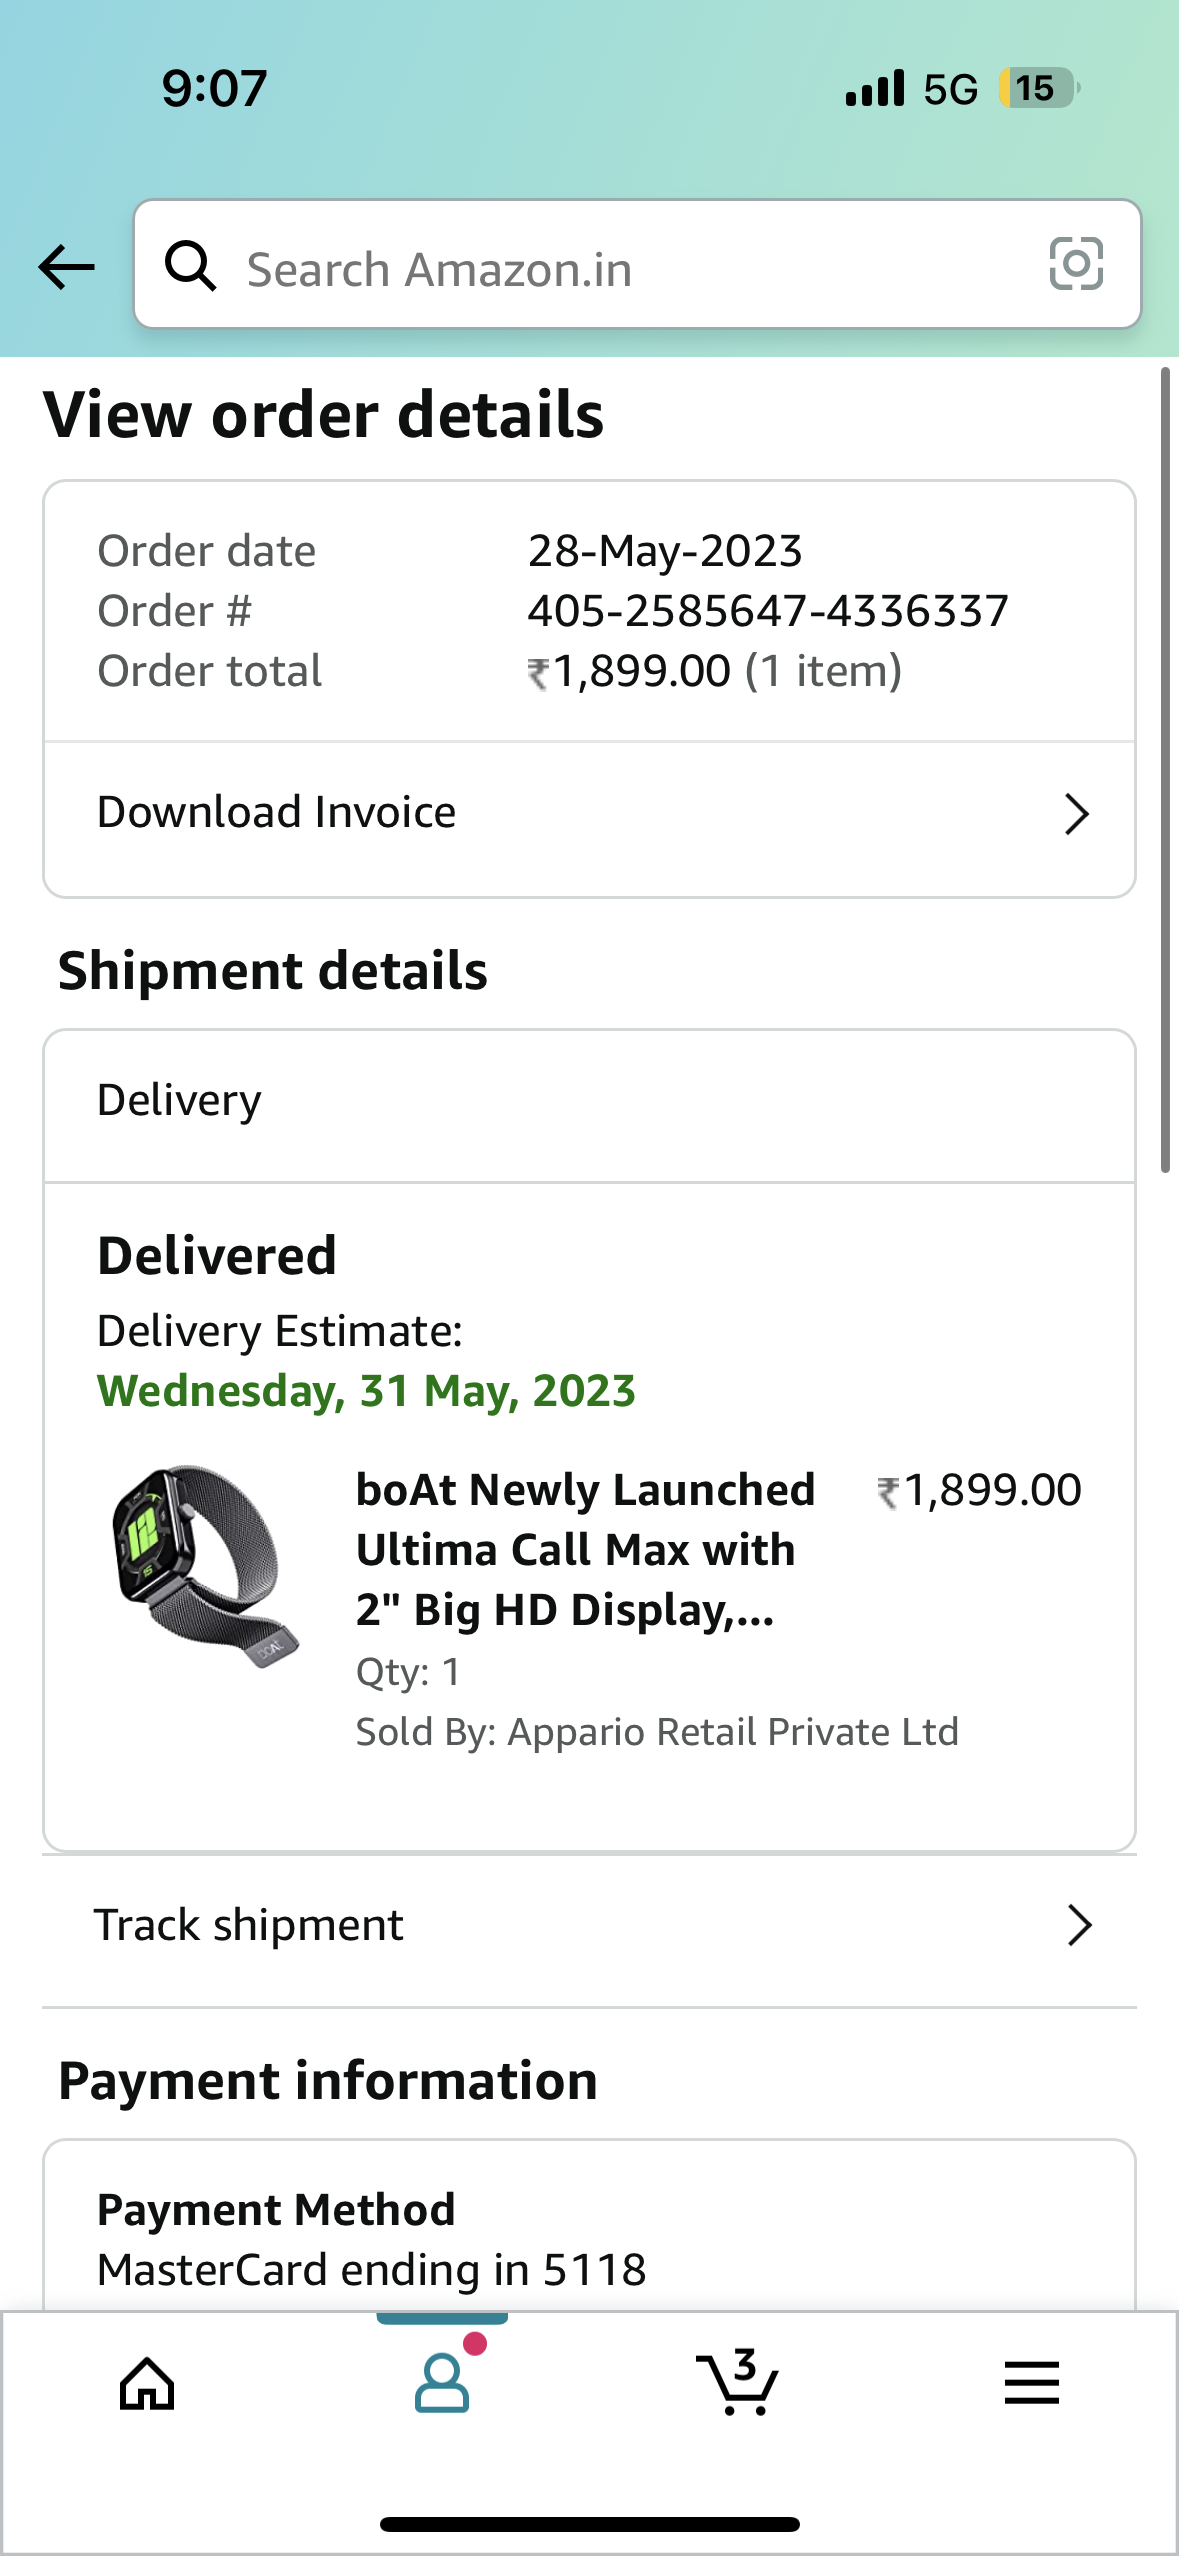 9:07
5G
15
Search Amazon.in
View order details
Order date 28-May-2023
Order # 405-2585647-4336337
Order total ₹1,899.00 (1 item)
Download Invoice
Shipment details
Delivery
Delivered
Delivery Estimate:
Wednesday, 31 May, 2023
12
15
boAt
boAt Newly Launched ₹1,899.00
Ultima Call Max with
2" Big HD Display,...
Qty: 1
Sold By: Appario Retail Private Ltd
Track shipment
Payment information
Payment Method
MasterCard ending in 5118
3